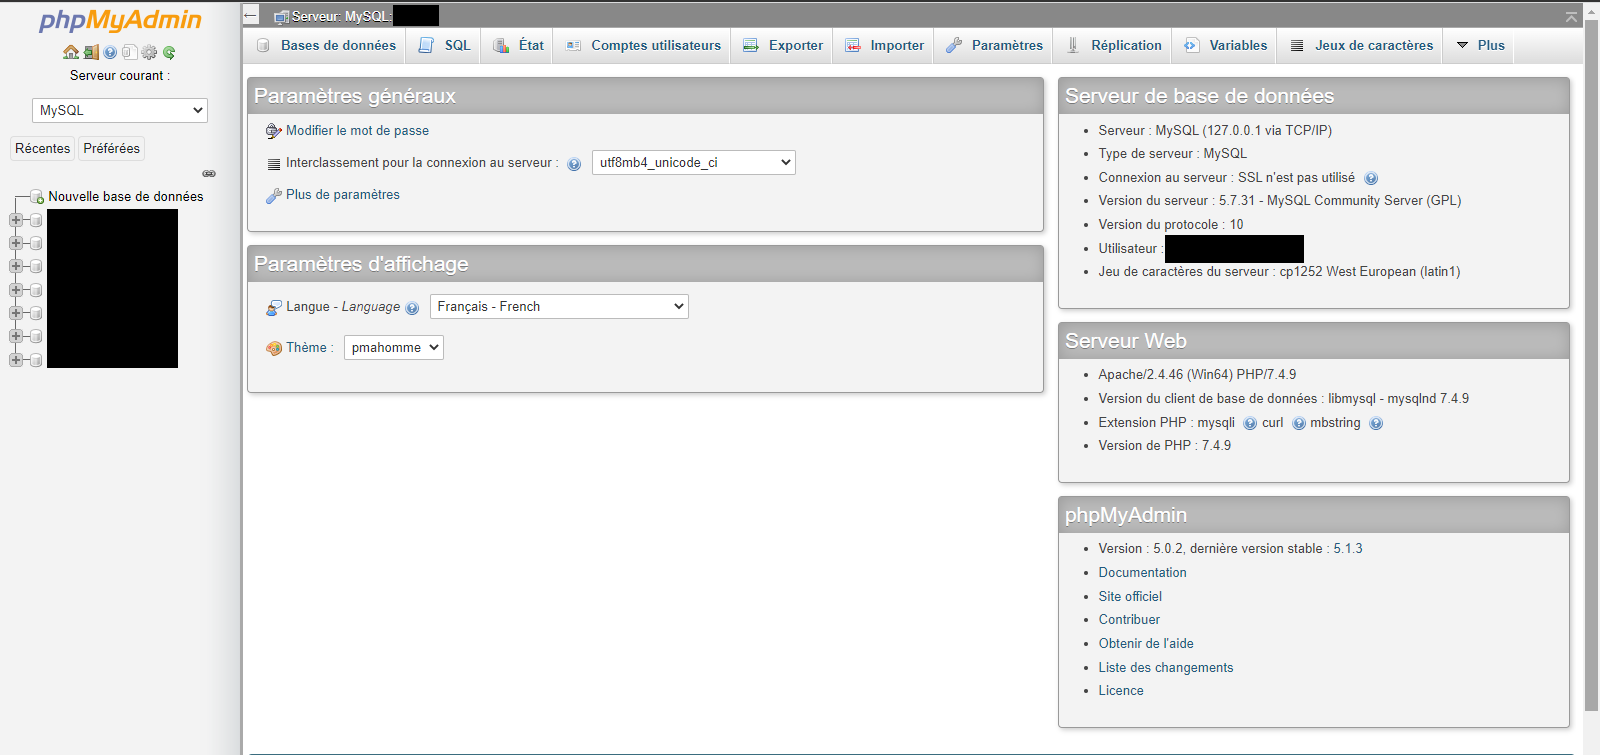 phpMyAdmin
Serveur courant :
MySQL
Récentes
Préférées
Nouvelle base de données
Serveur: MySQL:
Bases de données
SQL
État
Comptes utilisateurs
Exporter
Importer
Paramètres
Réplication
Variables
Jeux de caractères
Plus
Paramètres généraux
Modifier le mot de passe
Interclassement pour la connexion au serveur :
utf8mb4_unicode_ci
Plus de paramètres
Paramètres d'affichage
Langue - Language
Français - French
Thème :
pmahomme
Serveur de base de données
Serveur : MySQL (127.0.0.1 via TCP/IP)
Type de serveur : MySQL
Connexion au serveur : SSL n'est pas utilisé
Version du serveur : 5.7.31 - MySQL Community Server (GPL)
Version du protocole : 10
Utilisateur :
Jeu de caractères du serveur : cp1252 West European (latin1)
Serveur Web
Apache/2.4.46 (Win64) PHP/7.4.9
Version du client de base de données : libmysql - mysqlnd 7.4.9
Extension PHP : mysqli curl mbstring
Version de PHP : 7.4.9
phpMyAdmin
Version : 5.0.2, dernière version stable : 5.1.3
Documentation
Site officiel
Contribuer
Obtenir de l'aide
Liste des changements
Licence